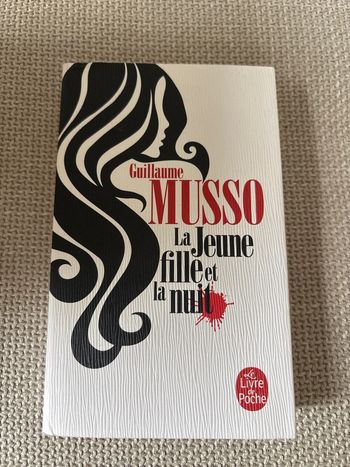 Guillaume
MUSSO
La Jeune
fille et
la nuit
Le
Livre
de
Poche